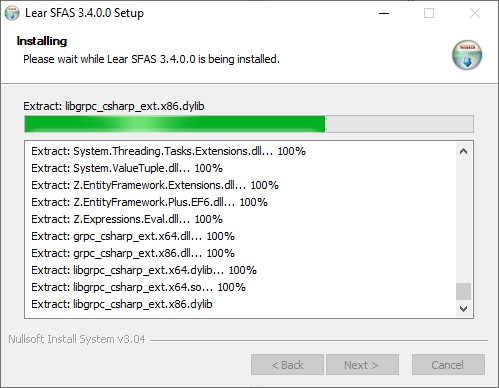 Lear SFAS 3.4.0.0 Setup
Installing
Please wait while Lear SFAS 3.4.0.0 is being installed.
Extract: libgrpc_csharp_ext.x86.dylib
Extract: System.Threading.Tasks.Extensions.dll... 100%
Extract: System.ValueTuple.dll... 100%
Extract: Z.EntityFramework.Extensions.dll... 100%
Extract: Z.EntityFramework.Plus.EF6.dll... 100%
Extract: Z.Expressions.Eval.dll... 100%
Extract: grpc_csharp_ext.x64.dll... 100%
Extract: grpc_csharp_ext.x86.dll... 100%
Extract: libgrpc_csharp_ext.x64.dylib... 100%
Extract: libgrpc_csharp_ext.x64.so... 100%
Extract: libgrpc_csharp_ext.x86.dylib
Nullsoft Install System v3.04
< Back
Next >
Cancel